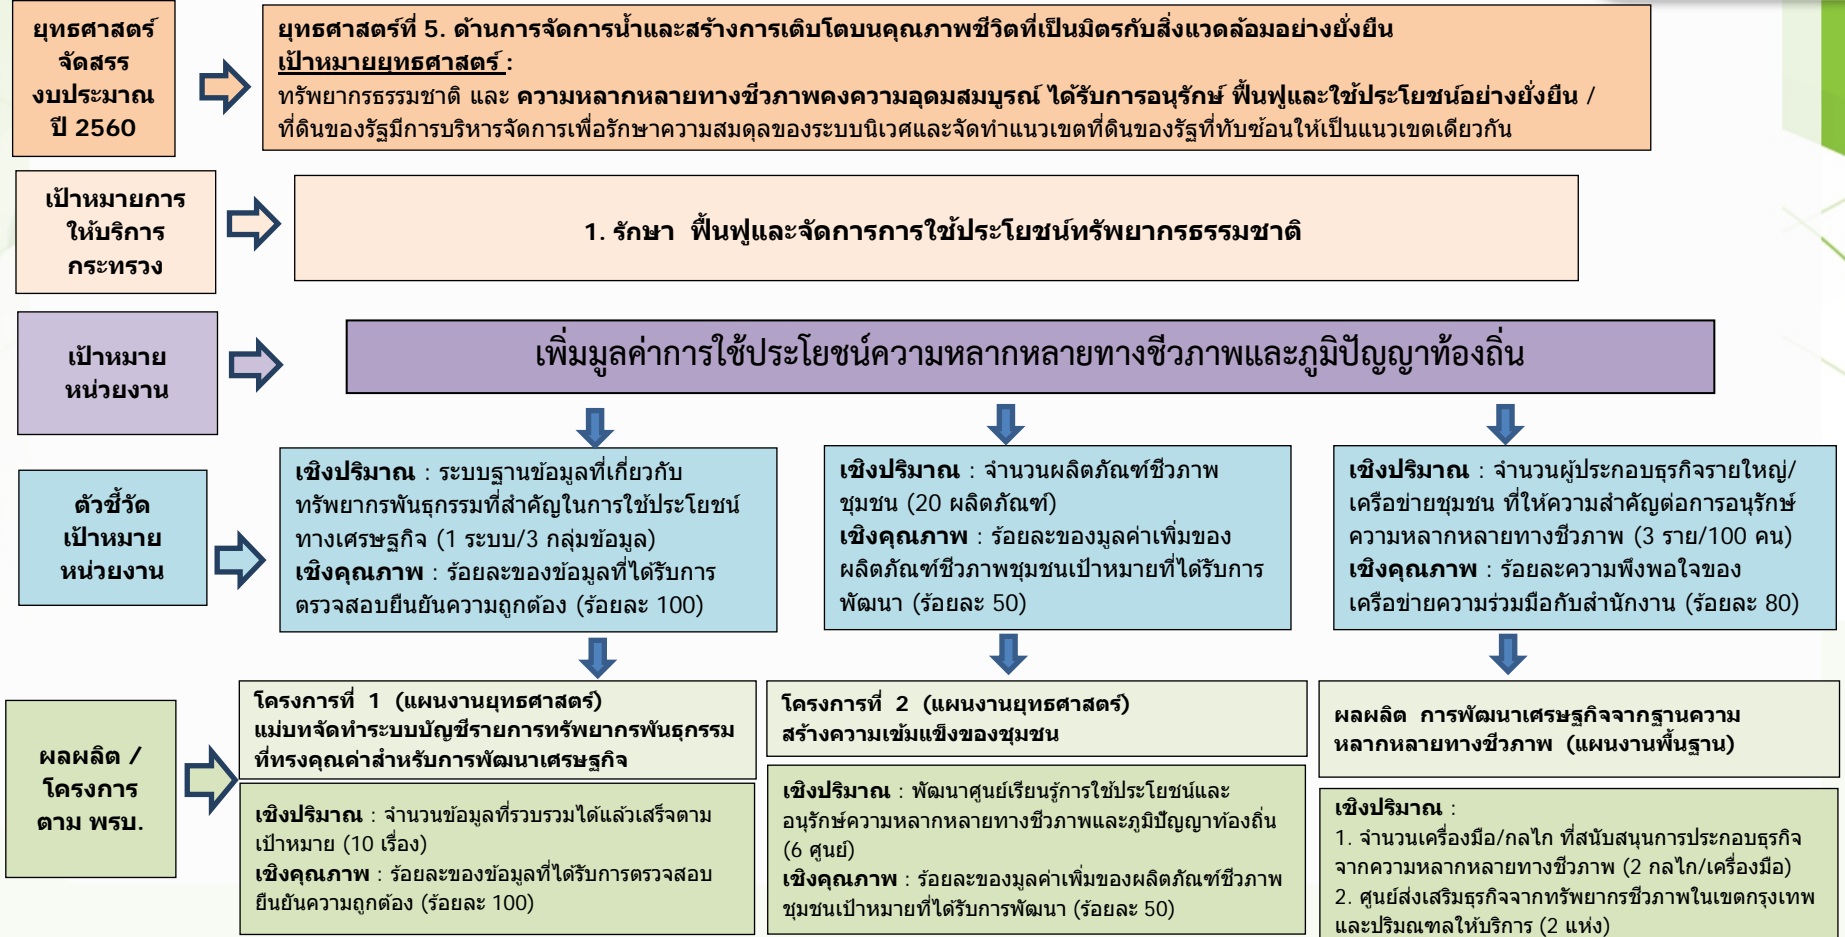 ยุทธศาสตร์
จัดสรร
งบประมาณ
ปี 2560
ยุทธศาสตร์ที่ 5. ด้านการจัดการน้ำและสร้างการเติบโตบนคุณภาพชีวิตที่เป็นมิตรกับสิ่งแวดล้อมอย่างยั่งยืน
เป้าหมายยุทธศาสตร์ :
ทรัพยากรธรรมชาติ และ ความหลากหลายทางชีวภาพคงความอุดมสมบูรณ์ ได้รับการอนุรักษ์ ฟื้นฟูและใช้ประโยชน์อย่างยั่งยืน /
ที่ดินของรัฐมีการบริหารจัดการเพื่อรักษาความสมดุลของระบบนิเวศและจัดทำแนวเขตที่ดินของรัฐที่ทับซ้อนให้เป็นแนวเขตเดียวกัน
เป้าหมายการ
ให้บริการ
กระทรวง
1. รักษา ฟื้นฟูและจัดการการใช้ประโยชน์ทรัพยากรธรรมชาติ
เป้าหมาย
หน่วยงาน
เพิ่มมูลค่าการใช้ประโยชน์ความหลากหลายทางชีวภาพและภูมิปัญญาท้องถิ่น
ตัวชี้วัด
เป้าหมาย
หน่วยงาน
เชิงปริมาณ : ระบบฐานข้อมูลที่เกี่ยวกับ
ทรัพยากรพันธุกรรมที่สำคัญในการใช้ประโยชน์
ทางเศรษฐกิจ (1 ระบบ/3 กลุ่มข้อมูล)
เชิงคุณภาพ : ร้อยละของข้อมูลที่ได้รับการ
ตรวจสอบยืนยันความถูกต้อง (ร้อยละ 100)
เชิงปริมาณ : จำนวนผลิตภัณฑ์ชีวภาพ
ชุมชน (20 ผลิตภัณฑ์)
เชิงคุณภาพ : ร้อยละของมูลค่าเพิ่มของ
ผลิตภัณฑ์ชีวภาพชุมชนเป้าหมายที่ได้รับการ
พัฒนา (ร้อยละ 50)
เชิงปริมาณ : จำนวนผู้ประกอบธุรกิจรายใหญ่/
เครือข่ายชุมชน ที่ให้ความสำคัญต่อการอนุรักษ์
ความหลากหลายทางชีวภาพ (3 ราย/100 คน)
เชิงคุณภาพ : ร้อยละความพึงพอใจของ
เครือข่ายความร่วมมือกับสำนักงาน (ร้อยละ 80)
ผลผลิต /
โครงการ
ตาม พรบ.
โครงการที่ 1 (แผนงานยุทธศาสตร์)
แม่บทจัดทำระบบบัญชีรายการทรัพยากรพันธุกรรม
ที่ทรงคุณค่าสำหรับการพัฒนาเศรษฐกิจ
เชิงปริมาณ : จำนวนข้อมูลที่รวบรวมได้แล้วเสร็จตาม
เป้าหมาย (10 เรื่อง)
เชิงคุณภาพ : ร้อยละของข้อมูลที่ได้รับการตรวจสอบ
ยืนยันความถูกต้อง (ร้อยละ 100)
โครงการที่ 2 (แผนงานยุทธศาสตร์)
สร้างความเข้มแข็งของชุมชน
เชิงปริมาณ : พัฒนาศูนย์เรียนรู้การใช้ประโยชน์และ
อนุรักษ์ความหลากหลายทางชีวภาพและภูมิปัญญาท้องถิ่น
(6 ศูนย์)
เชิงคุณภาพ : ร้อยละของมูลค่าเพิ่มของผลิตภัณฑ์ชีวภาพ
ชุมชนเป้าหมายที่ได้รับการพัฒนา (ร้อยละ 50)
ผลผลิต การพัฒนาเศรษฐกิจจากฐานความ
หลากหลายทางชีวภาพ (แผนงานพื้นฐาน)
เชิงปริมาณ :
1. จำนวนเครื่องมือ/กลไก ที่สนับสนุนการประกอบธุรกิจ
จากความหลากหลายทางชีวภาพ (2 กลไก/เครื่องมือ)
2. ศูนย์ส่งเสริมธุรกิจจากทรัพยากรชีวภาพในเขตกรุงเทพ
และปริมณฑลให้บริการ (2 แห่ง)